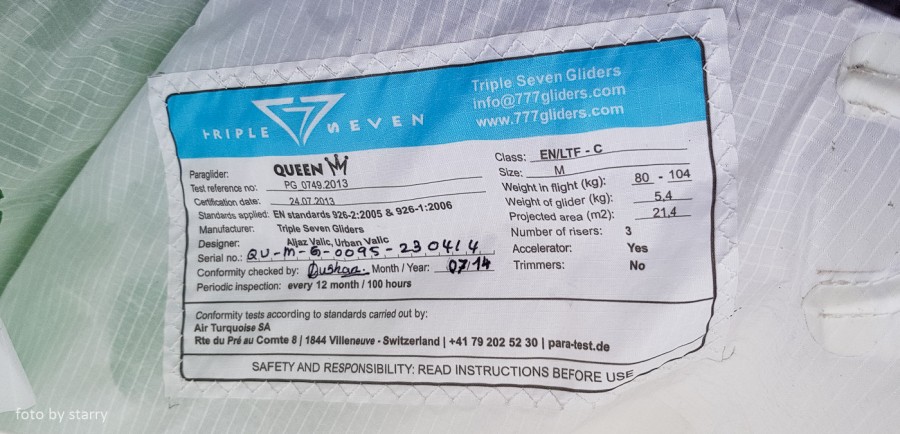 TRIPLE SEVEN
Triple Seven Gliders
info@777gliders.com
www.777gliders.com
Paraglider: QUEEN
Test reference no: PG_0749.2013
Certification date: 24.07.2013
Standards applied: EN standards 926-2:2005 & 926-1:2006
Manufacturer: Triple Seven Gliders
Designer: Aljaz Valic, Urban Valic
Serial no.: QU-M-G-0095-230414
Conformity checked by: Dushan. Month / Year: 07/14
Periodic inspection: every 12 month / 100 hours
Class: EN/LTF - C
Size: M
Weight in flight (kg): 80 - 104
Weight of glider (kg): 5,4
Projected area (m2): 21,4
Number of risers: 3
Accelerator: Yes
Trimmers: No
Conformity tests according to standards carried out by:
Air Turquoise SA
Rte du Pré au Comte 8 | 1844 Villeneuve - Switzerland | +41 79 202 52 30 | para-test.de
SAFETY AND RESPONSIBILITY: READ INSTRUCTIONS BEFORE USE
foto by starry